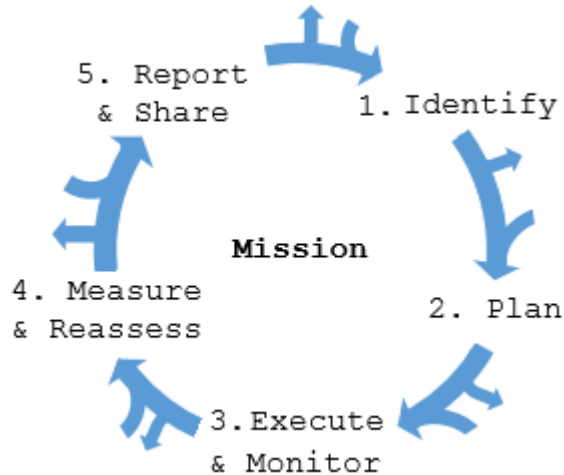 5. Report
& Share
1. Identify
Mission
4. Measure
& Reassess
2. Plan
3. Execute
& Monitor